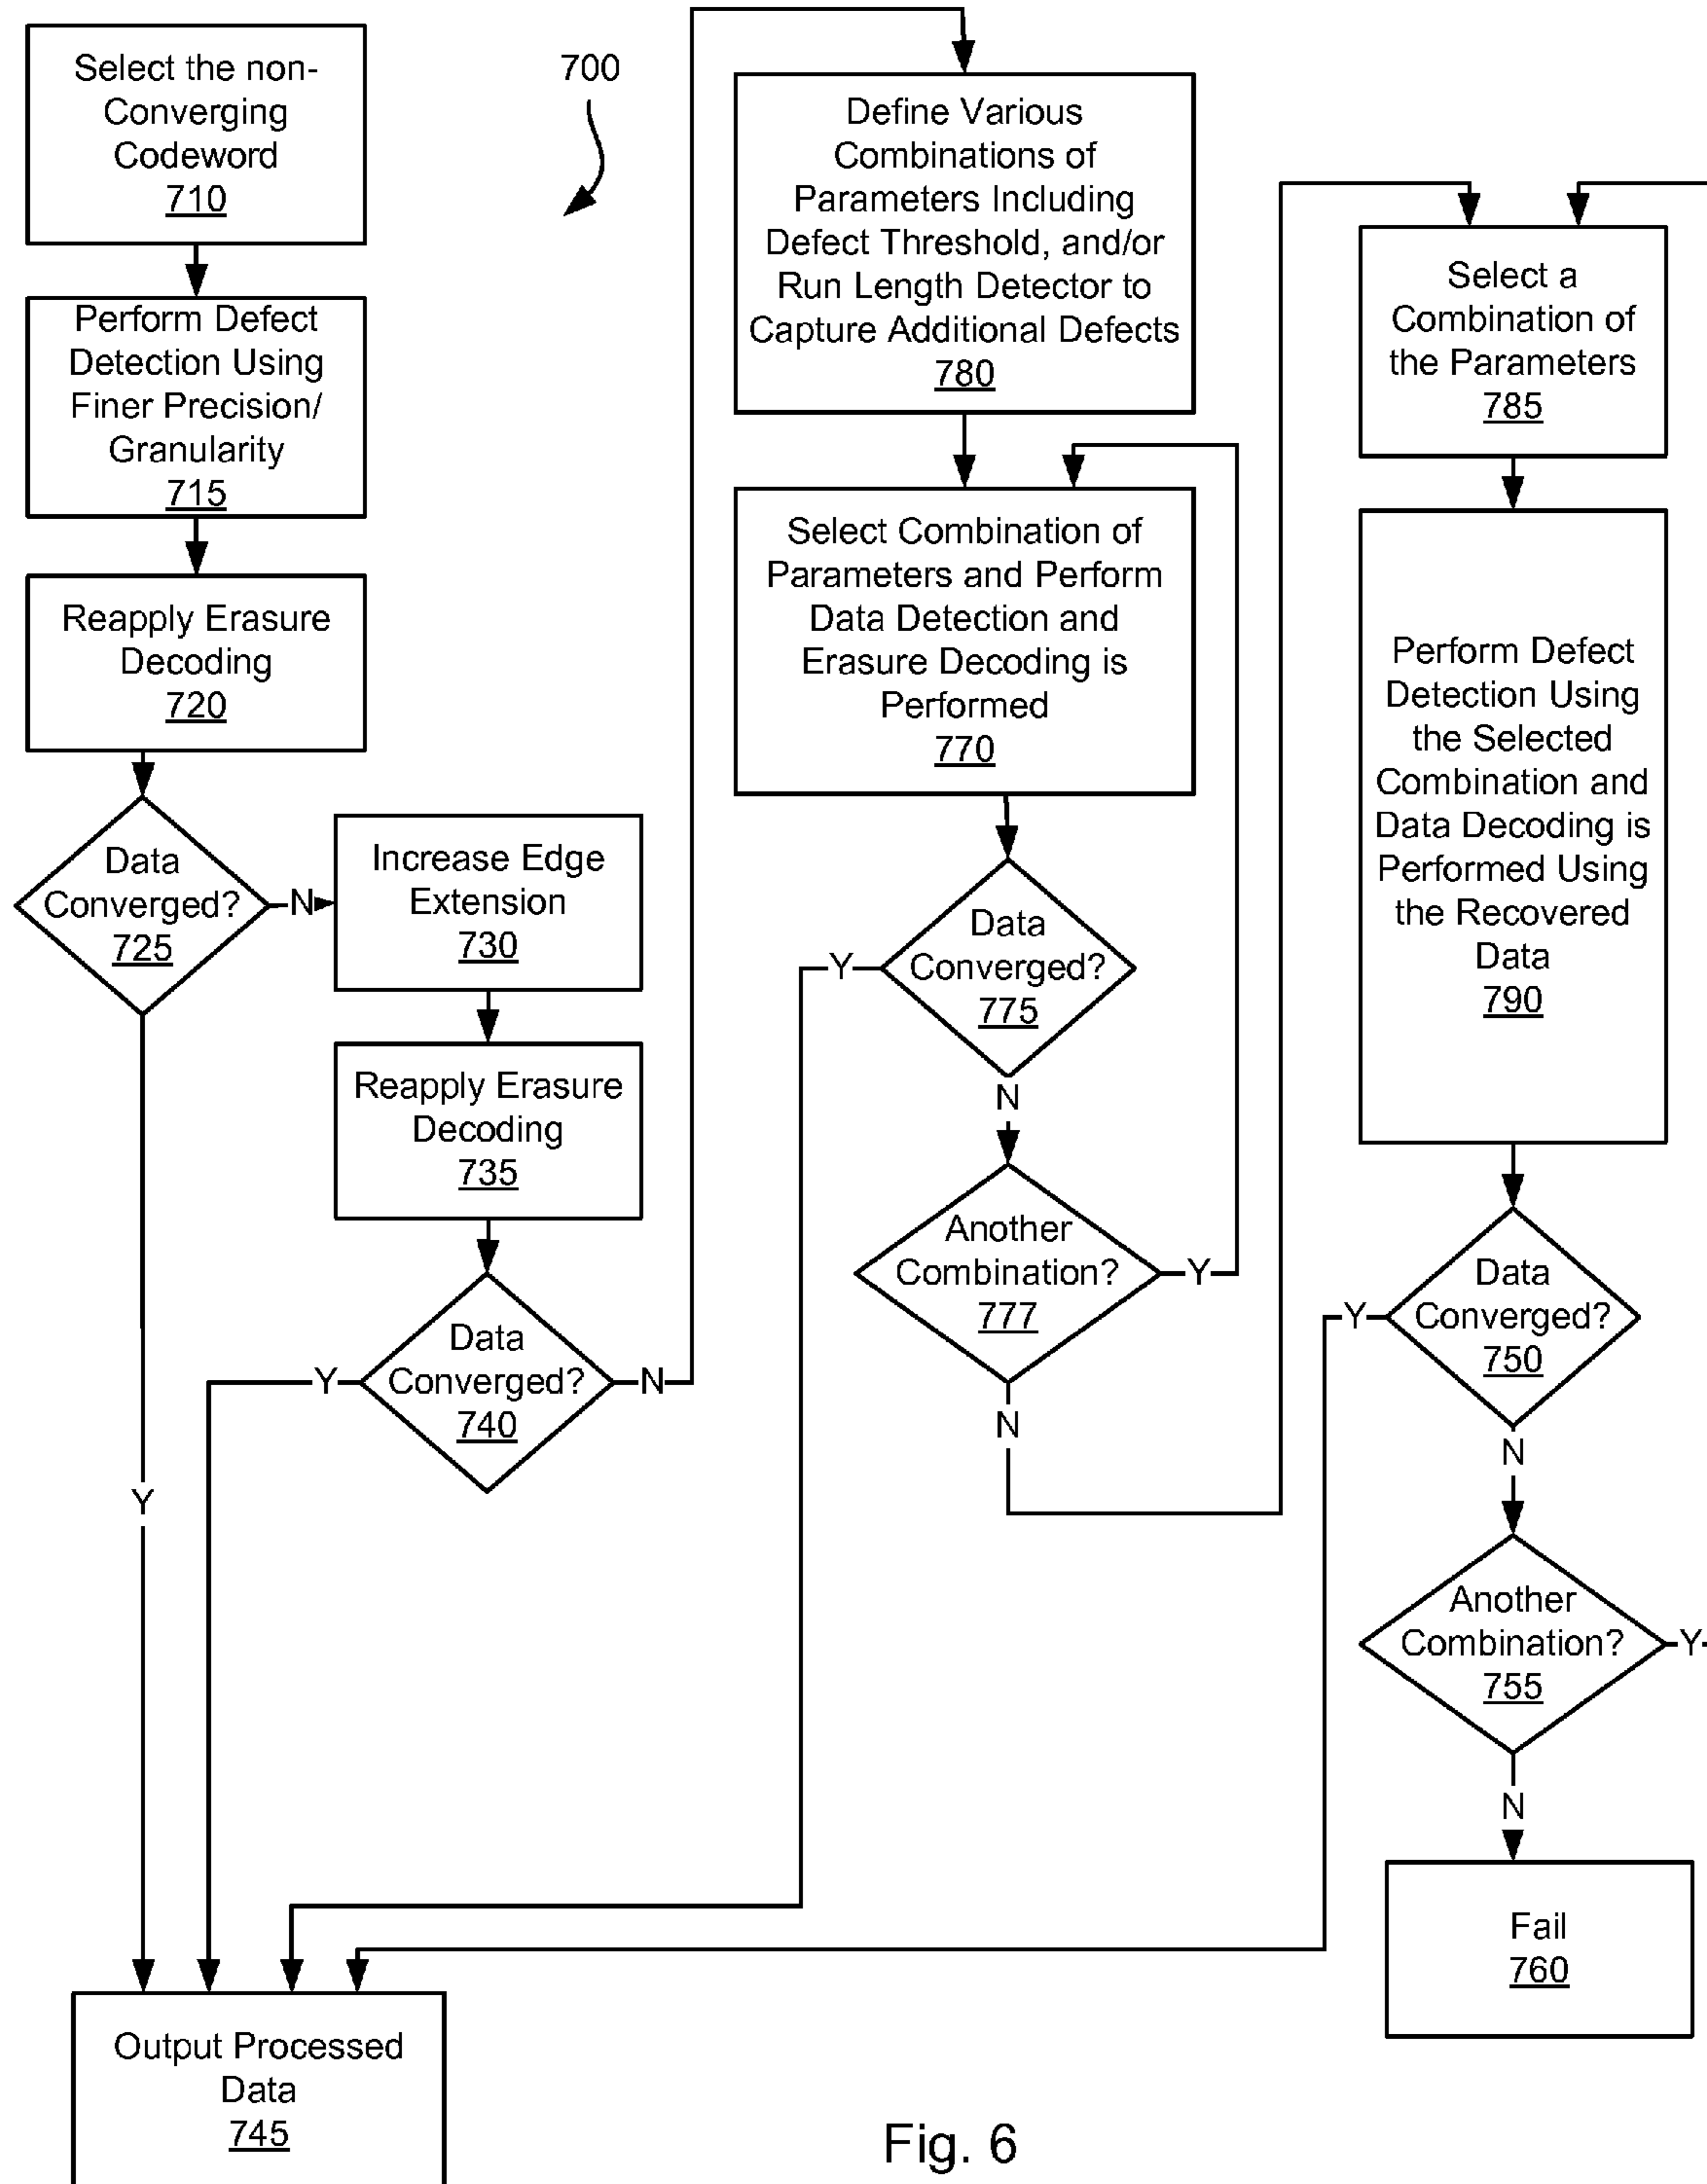 Select the non-
Converging
Codeword
710
Perform Defect
Detection Using
Finer Precision/
Granularity
715
Reapply Erasure
Decoding
720
Data
Converged?
725
N
Y
Increase Edge
Extension
730
Reapply Erasure
Decoding
735
Data
Converged?
740
Y
N
Output Processed
Data
745
700
Define Various
Combinations of
Parameters Including
Defect Threshold, and/or
Run Length Detector to
Capture Additional Defects
780
Select Combination of
Parameters and Perform
Data Detection and
Erasure Decoding is
Performed
770
Data
Converged?
775
Y
N
Another
Combination?
777
Y
N
Select a
Combination of
the Parameters
785
Perform Defect
Detection Using
the Selected
Combination and
Data Decoding is
Performed Using
the Recovered
Data
790
Data
Converged?
750
Y
N
Another
Combination?
755
Y
N
Fail
760
Fig. 6